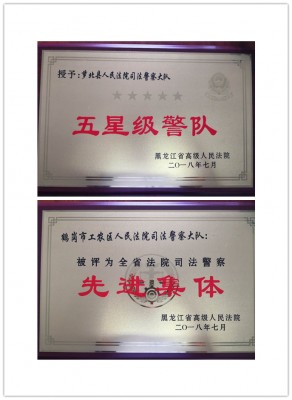 授予：萝北县人民法院司法警察大队
五星级警队
黑龙江省高级人民法院
二〇一八年七月
鹤岗市工农区人民法院司法警察大队：
被评为全省法院司法警察
先进集体
黑龙江省高级人民法院
二〇一八年七月